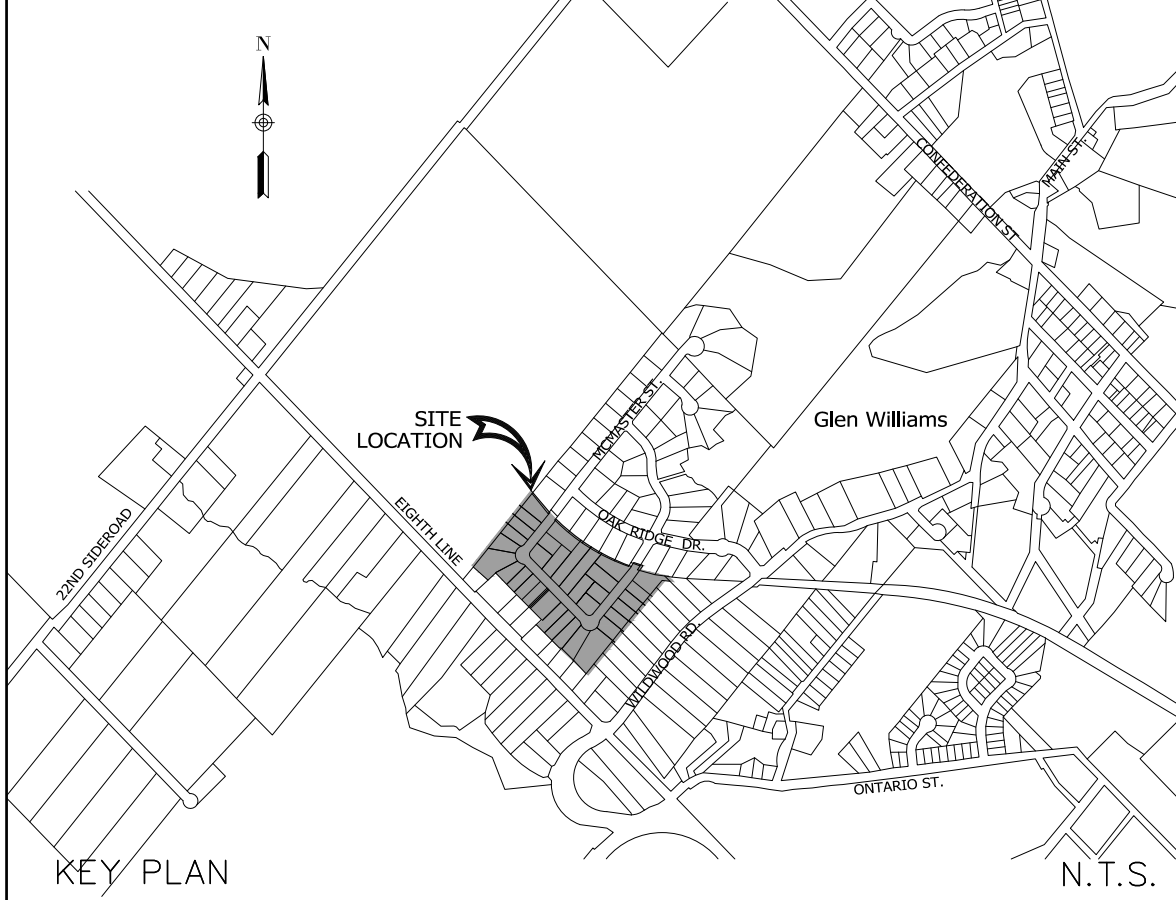 N
CONFEDERATION ST
MAIN ST.
SITE
LOCATION
MCMASTER ST.
Glen Williams
EIGHTH LINE
OAK RIDGE DR.
22ND SIDEROAD
WILDWOOD RD.
ONTARIO ST.
KEY PLAN
N.T.S.